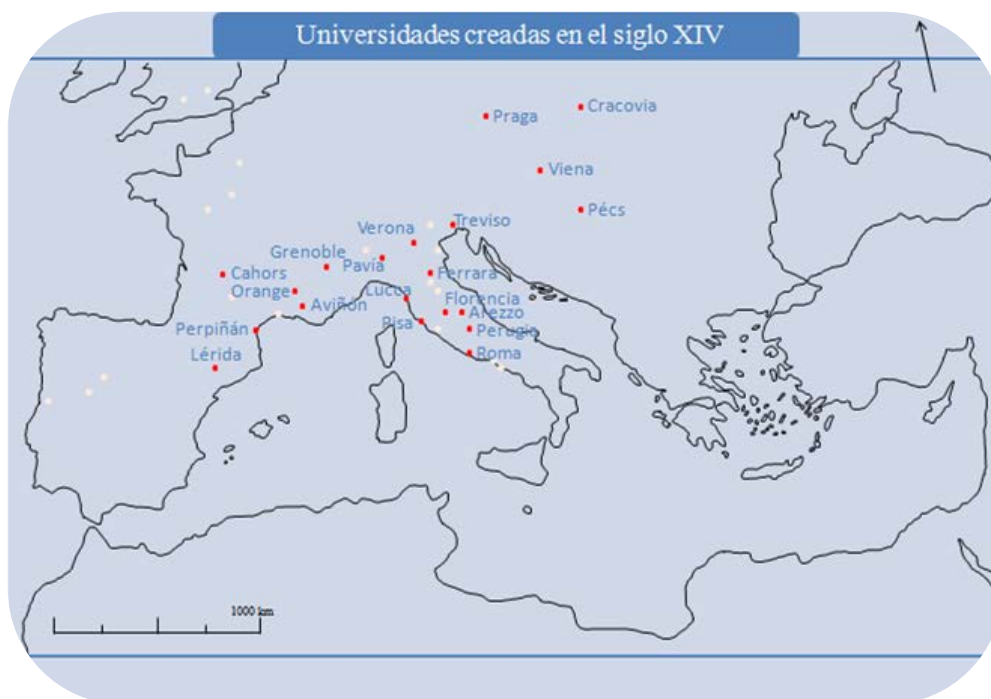 Universidades creadas en el siglo XIV
Cracovia
Praga
Viena
Pécs
Treviso
Verona
Grenoble
Pavía
Cahors
Ferrara
Orange
Lucca
Aviñón
Florencia
Arezzo
Pisa
Perpiñán
Perugia
Lérida
Roma
1000 km